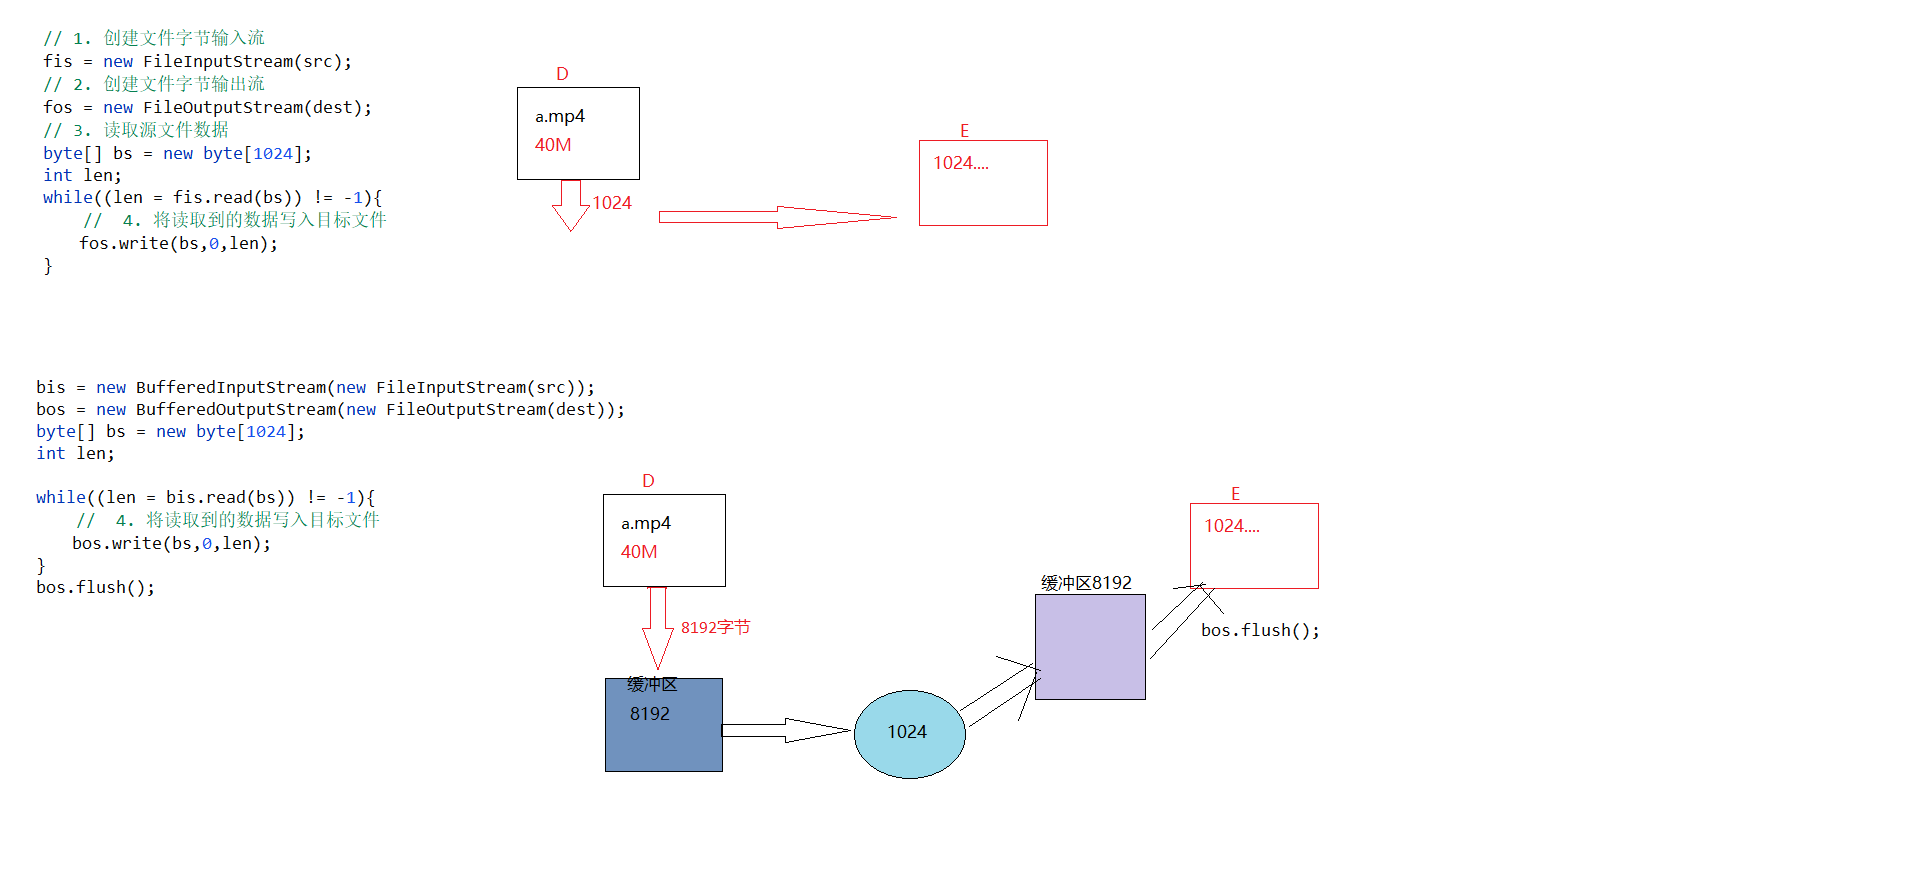 // 1. 创建文件字节输入流
fis = new FileInputStream(src);
// 2. 创建文件字节输出流
fos = new FileOutputStream(dest);
// 3. 读取源文件数据
byte[] bs = new byte[1024];
int len;
while((len = fis.read(bs)) != -1){
    //  4. 将读取到的数据写入目标文件
    fos.write(bs,0,len);
}
D
a.mp4
40M
1024
E
1024....
bis = new BufferedInputStream(new FileInputStream(src));
bos = new BufferedOutputStream(new FileOutputStream(dest));
byte[] bs = new byte[1024];
int len;
while((len = bis.read(bs)) != -1){
    //  4. 将读取到的数据写入目标文件
    bos.write(bs,0,len);
}
bos.flush();
D
a.mp4
40M
8192字节
缓冲区
8192
1024
缓冲区8192
E
1024....
bos.flush();